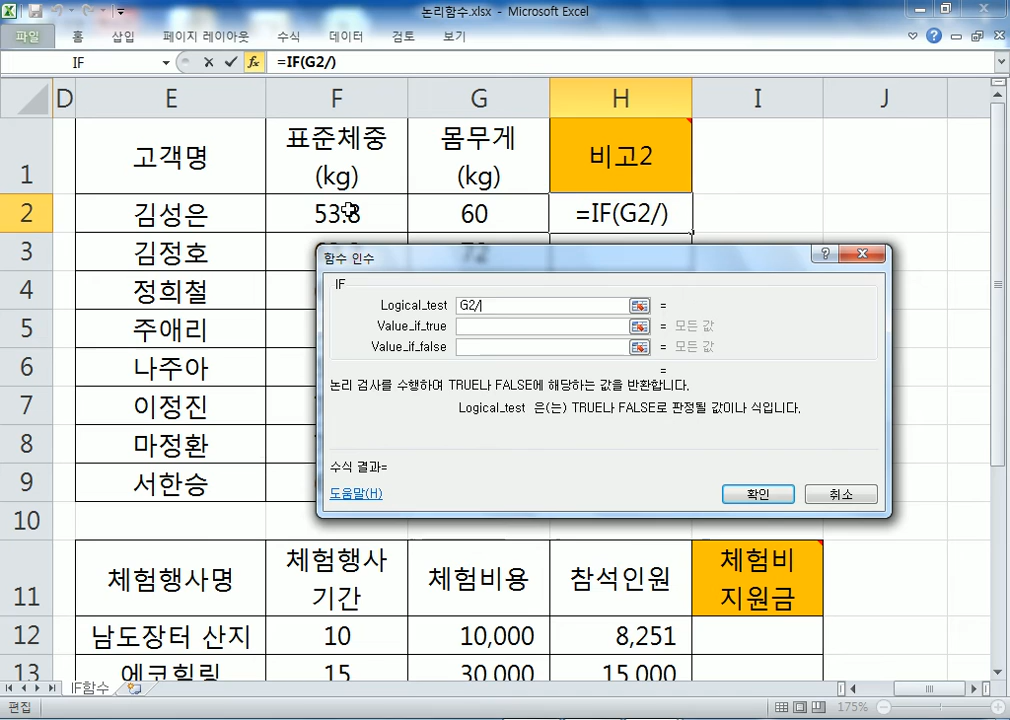 논리함수.xlsx - Microsoft Excel
파일 홈 삽입 페이지 레이아웃 수식 데이터 검토 보기
IF =IF(G2/)
D E F G H I J
1 고객명 표준체중 (kg) 몸무게 (kg) 비고2
2 김성은 53.8 60 =IF(G2/)
3 김정호 72
4 정희철
5 주애리
6 나주아
7 이정진
8 마정환
9 서한승
10
11 체험행사명 체험행사 기간 체험비용 참석인원 체험비 지원금
12 남도장터 산지 10 10,000 8,251
13 에코힐링 15 30,000 15,000
함수 인수
IF
Logical_test G2/ =
Value_if_true = 모든 값
Value_if_false = 모든 값
=
논리 검사를 수행하여 TRUE나 FALSE에 해당하는 값을 반환합니다.
Logical_test 은(는) TRUE나 FALSE로 판정될 값이나 식입니다.
수식 결과=
도움말(H) 확인 취소
IF함수
편집 175%